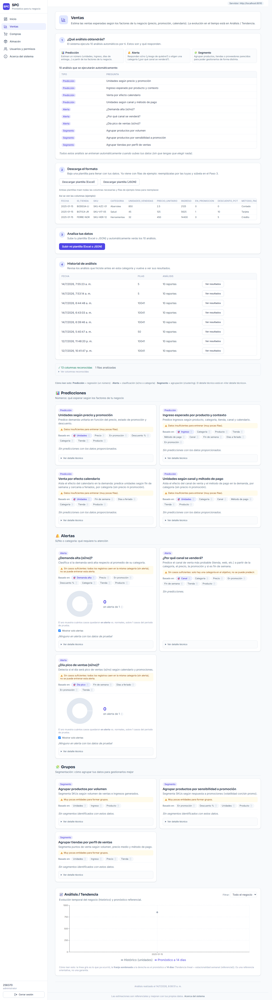 SPC
SPC
Pronóstico para tu negocio
Servidor: http://localhost:8010
Inicio
Ventas
Compras
Almacén
Usuarios y permisos
Acerca del sistema
Ventas
Estima las ventas esperadas según los factores de tu negocio (precio, promoción, calendario). La evolución en el tiempo está en Análisis / Tendencia.
1
¿Qué análisis obtendrás?
El sistema ejecuta 10 análisis automáticos por ti. Estos son y qué responden.
Predicción
Estiman un número (unidades, ingreso, días de
entrega...) a partir de los factores de tu negocio.
Alerta
Responden sí/no (¿riesgo de quiebre?) o eligen una
categoría (¿por qué canal se venderá?).
Segmento
Agrupan productos, tiendas o proveedores parecidos
para poder gestionarlos de forma distinta.
10 análisis que se ejecutarán automáticamente:
TIPO PREGUNTA
Predicción Unidades según precio y promoción
Predicción Ingreso esperado por producto y contexto
Predicción Venta por efecto calendario
Predicción Unidades según canal y método de pago
Alerta ¿Demanda alta (sí/no)?
Alerta ¿Por qué canal se venderá?
Alerta ¿Día pico de ventas (sí/no)?
Segmento Agrupar productos por volumen
Segmento Agrupar productos por sensibilidad a promoción
Segmento Agrupar tiendas por perfil de ventas
Todos estos análisis se entrenan automáticamente cuando subes tus datos (sin que tengas que elegir nada).
2
Descarga el formato
Baja una plantilla para llenar con tus datos. Ya viene con filas de ejemplo: reemplázalas por las tuyas y súbela en el Paso 3.
Descargar plantilla (Excel) Descargar plantilla (JSON)
Ambas plantillas traen todas las columnas necesarias y filas de ejemplo listas para reemplazar.
Así se ven las columnas (ejemplo):
FECHA ID_TIENDA SKU CATEGORIA UNIDADES_VENDIDAS PRECIO_UNITARIO INGRESO EN_PROMOCION DESCUENTO_PCT METODO_PAG
2025-01-15 BODEGA-LI SKU-AZC-01 Abarrotes 850 2.5 2125 0 0 Contado
2025-01-15 BOTICA-JR SKU-VIT-05 Salud 45 125 5625 1 10 Tarjeta
2025-01-15 FERRE-NOR SKU-HER-12 Herramientas 32 450 14400 0 5 Crédito
3
Analiza tus datos
Sube tu plantilla (Excel o JSON) y automáticamente verás los 10 análisis.
Subir mi plantilla (Excel o JSON)
4
Historial de análisis
Revisa los análisis que hiciste antes en esta categoría y vuelve a ver sus resultados.
FECHA FILAS ANÁLISIS
14/7/2026, 7:55:23 a. m. 5 10 reportes Ver resultados
14/7/2026, 7:53:14 a. m. 5 10 reportes Ver resultados
14/7/2026, 6:44:48 a. m. 10041 10 reportes Ver resultados
14/7/2026, 6:43:03 a. m. 10041 10 reportes Ver resultados
14/7/2026, 6:39:46 a. m. 10041 10 reportes Ver resultados
14/7/2026, 5:40:47 a. m. 50 10 reportes Ver resultados
12/7/2026, 11:48:20 p. m. 10041 10 reportes Ver resultados
12/7/2026, 10:41:47 p. m. 10041 10 reportes Ver resultados
✓ 13 columnas reconocidas 1 filas analizadas
▶ Ver columnas reconocidas
Cómo leer esto: Predicción = regresión (un número) · Alerta = clasificación (sí/no o categoría) · Segmento = agrupación (clustering). El detalle técnico está en «Ver detalle técnico».
Predicciones
Números: qué esperar según los factores de tu negocio
Predicción
Unidades según precio y promoción
Predice demanda unitaria en función del precio, estado de promoción y
descuento.
⚠ Datos insuficientes para entrenar (muy pocas filas).
Basado en: Unidades Precio En promoción Descuento %
Categoría Tienda Producto
Sin predicciones con los datos proporcionados.
▶ Ver detalle técnico
Predicción
Ingreso esperado por producto y contexto
Predice ingresos según producto, categoría, tienda, canal y calendario.
⚠ Datos insuficientes para entrenar (muy pocas filas).
Basado en: Ingreso Categoría Producto Tienda
Método de pago Canal Fin de semana Días a feriado
En promoción
Sin predicciones con los datos proporcionados.
▶ Ver detalle técnico
Predicción
Venta por efecto calendario
Aísla el efecto del calendario en la demanda: predice unidades según fin de
semana y cercanía a feriados, por categoría (sin precio ni promoción).
⚠ Datos insuficientes para entrenar (muy pocas filas).
Basado en: Unidades Fin de semana Días a feriado
Categoría Tienda Producto
Sin predicciones con los datos proporcionados.
▶ Ver detalle técnico
Predicción
Unidades según canal y método de pago
Aísla el efecto del canal de venta y el método de pago en la demanda, por
categoría (sin precio ni promoción).
⚠ Datos insuficientes para entrenar (muy pocas filas).
Basado en: Unidades Categoría Canal Método de pago
Tienda Producto
Sin predicciones con los datos proporcionados.
▶ Ver detalle técnico
Alertas
Sí/No o categoría: qué requiere tu atención
Alerta
¿Demanda alta (sí/no)?
Clasifica si la demanda será alta respecto al promedio de su categoría.
⚠ Sin casos suficientes: todos los registros caen en la misma categoría (sin alerta);
no se puede entrenar esta alerta.
Basado en: Demanda alta Precio En promoción
Descuento % Categoría Tienda Producto
0
en alerta de 1
El aro muestra cuántos casos quedaron en alerta vs. normales, sobre 1 casos del período
de prueba.
Mostrar solo alertas
¡Ninguno en alerta con los datos de prueba!
▶ Ver detalle técnico
Alerta
¿Por qué canal se venderá?
Predice el canal de venta más probable (tienda, web, etc.) a partir de la
categoría, el precio, la promoción y si es fin de semana.
⚠ Sin casos suficientes: solo hay una categoría en el objetivo; no se puede predecir.
Basado en: Canal Categoría Precio En promoción
Fin de semana Tienda Producto
Sin predicciones.
▶ Ver detalle técnico
Alerta
¿Día pico de ventas (sí/no)?
Detecta si el día será pico de ventas (sí/no) según calendario y promociones.
⚠ Sin casos suficientes: todos los registros caen en la misma categoría (sin alerta);
no se puede entrenar esta alerta.
Basado en: Día pico Fin de semana Días a feriado
En promoción Tienda
0
en alerta de 1
El aro muestra cuántos casos quedaron en alerta vs. normales, sobre 1 casos del período
de prueba.
Mostrar solo alertas
¡Ninguno en alerta con los datos de prueba!
▶ Ver detalle técnico
Grupos
Segmentación: cómo agrupar tus datos para gestionarlos mejor
Segmento
Agrupar productos por volumen
Segmenta SKUs según volumen de ventas e ingresos generados.
⚠ Muy pocas entidades para formar grupos.
Basado en: Unidades Ingreso Producto
Sin segmentos identificados con estos datos.
▶ Ver detalle técnico
Segmento
Agrupar productos por sensibilidad a promoción
Segmenta SKUs según respuesta a promociones (volatilidad con/sin promo).
⚠ Muy pocas entidades para formar grupos.
Basado en: En promoción Descuento % Unidades Producto
Sin segmentos identificados con estos datos.
▶ Ver detalle técnico
Segmento
Agrupar tiendas por perfil de ventas
Segmenta puntos de venta según volumen, precio medio y método de pago.
⚠ Muy pocas entidades para formar grupos.
Basado en: Unidades Ingreso Precio Tienda
Sin segmentos identificados con estos datos.
▶ Ver detalle técnico
Análisis / Tendencia
Filtrar: Todo el negocio
Evolución temporal del negocio (histórico) y pronóstico referencial.
1000
750
500
250
0
2025-01-15
Histórico (unidades) Pronóstico a 14 días
Cómo leer esto: la línea gris es lo que ya ocurrió; la franja sombreada a la derecha es el pronóstico a 14 días (Tendencia lineal + estacionalidad semanal (referencial)). Es una referencia
orientativa, no una garantía.
Análisis realizado el 14/7/2026, 8:08:51 a. m.
256370
administrator
Cerrar sesión
Las estimaciones son referenciales y mejoran con tus propios datos. Acerca del sistema